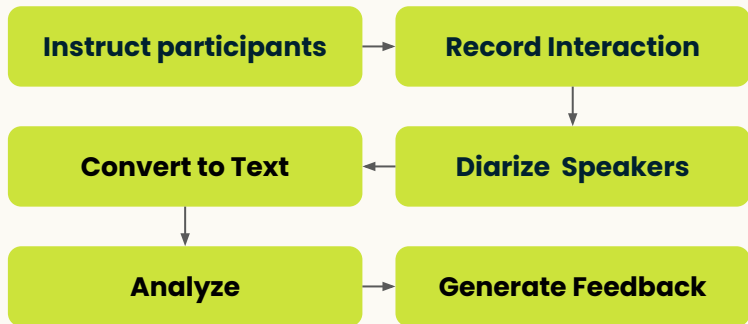 Instruct participants
Record Interaction
Diarize Speakers
Convert to Text
Analyze
Generate Feedback